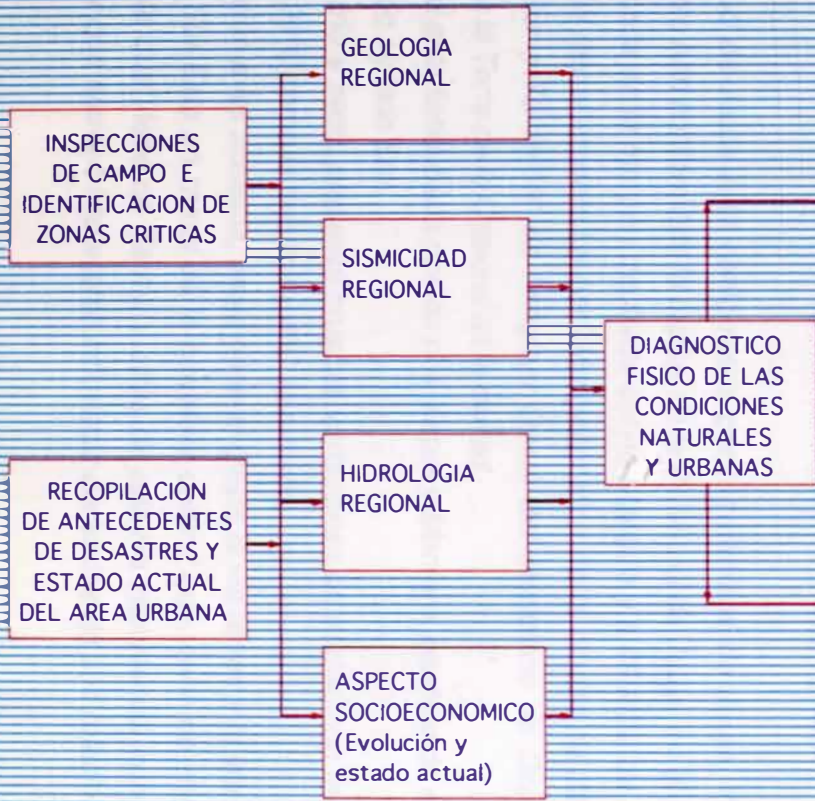 INSPECCIONES
DE CAMPO E
IDENTIFICACION DE
ZONAS CRITICAS
RECOPILACION
DE ANTECEDENTES
DE DESASTRES Y
ESTADO ACTUAL
DEL AREA URBANA
GEOLOGIA
REGIONAL
SISMICIDAD
REGIONAL
HIDROLOGIA
REGIONAL
ASPECTO
SOCIOECONOMICO
(Evolución y
estado actual)
DIAGNOSTICO
FISICO DE LAS
CONDICIONES
NATURALES
Y URBANAS